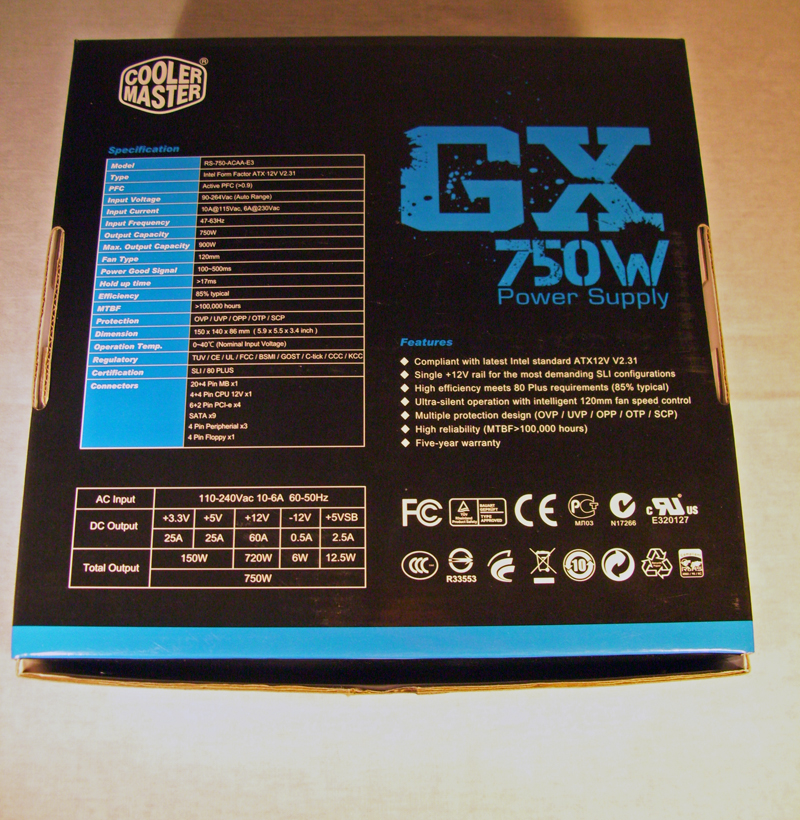 COOLER MASTER®
GX
750W
Power Supply
Specification
Model RS-750-ACAA-E3
Type Intel Form Factor ATX 12V V2.31
PFC Active PFC (>0.9)
Input Voltage 90-264Vac (Auto Range)
Input Current 10A@115Vac, 6A@230Vac
Input Frequency 47-63Hz
Output Capacity 750W
Max. Output Capacity 900W
Fan Type 120mm
Power Good Signal 100~500ms
Hold up time >17ms
Efficiency 85% typical
MTBF >100,000 hours
Protection OVP / UVP / OPP / OTP / SCP
Dimension 150 x 140 x 86 mm ( 5.9 x 5.5 x 3.4 inch )
Operation Temp. 0~40℃ (Nominal Input Voltage)
Regulatory TUV / CE / UL / FCC / BSMI / GOST / C-tick / CCC / KCC
Certification SLI / 80 PLUS
Connectors 20+4 Pin MB x1
4+4 Pin CPU 12V x1
6+2 Pin PCI-e x4
SATA x9
4 Pin Peripherial x3
4 Pin Floppy x1
Features
◆ Compliant with latest Intel standard ATX12V V2.31
◆ Single +12V rail for the most demanding SLI configurations
◆ High efficiency meets 80 Plus requirements (85% typical)
◆ Ultra-silent operation with intelligent 120mm fan speed control
◆ Multiple protection design (OVP / UVP / OPP / OTP / SCP)
◆ High reliability (MTBF>100,000 hours)
◆ Five-year warranty
AC Input 110-240Vac 10-6A 60-50Hz
DC Output +3.3V +5V +12V -12V +5VSB
25A 25A 60A 0.5A 2.5A
Total Output 150W 720W 6W 12.5W
750W
FC CE PG c RU US
МП03 N17266 E320127
CCC R33553 10